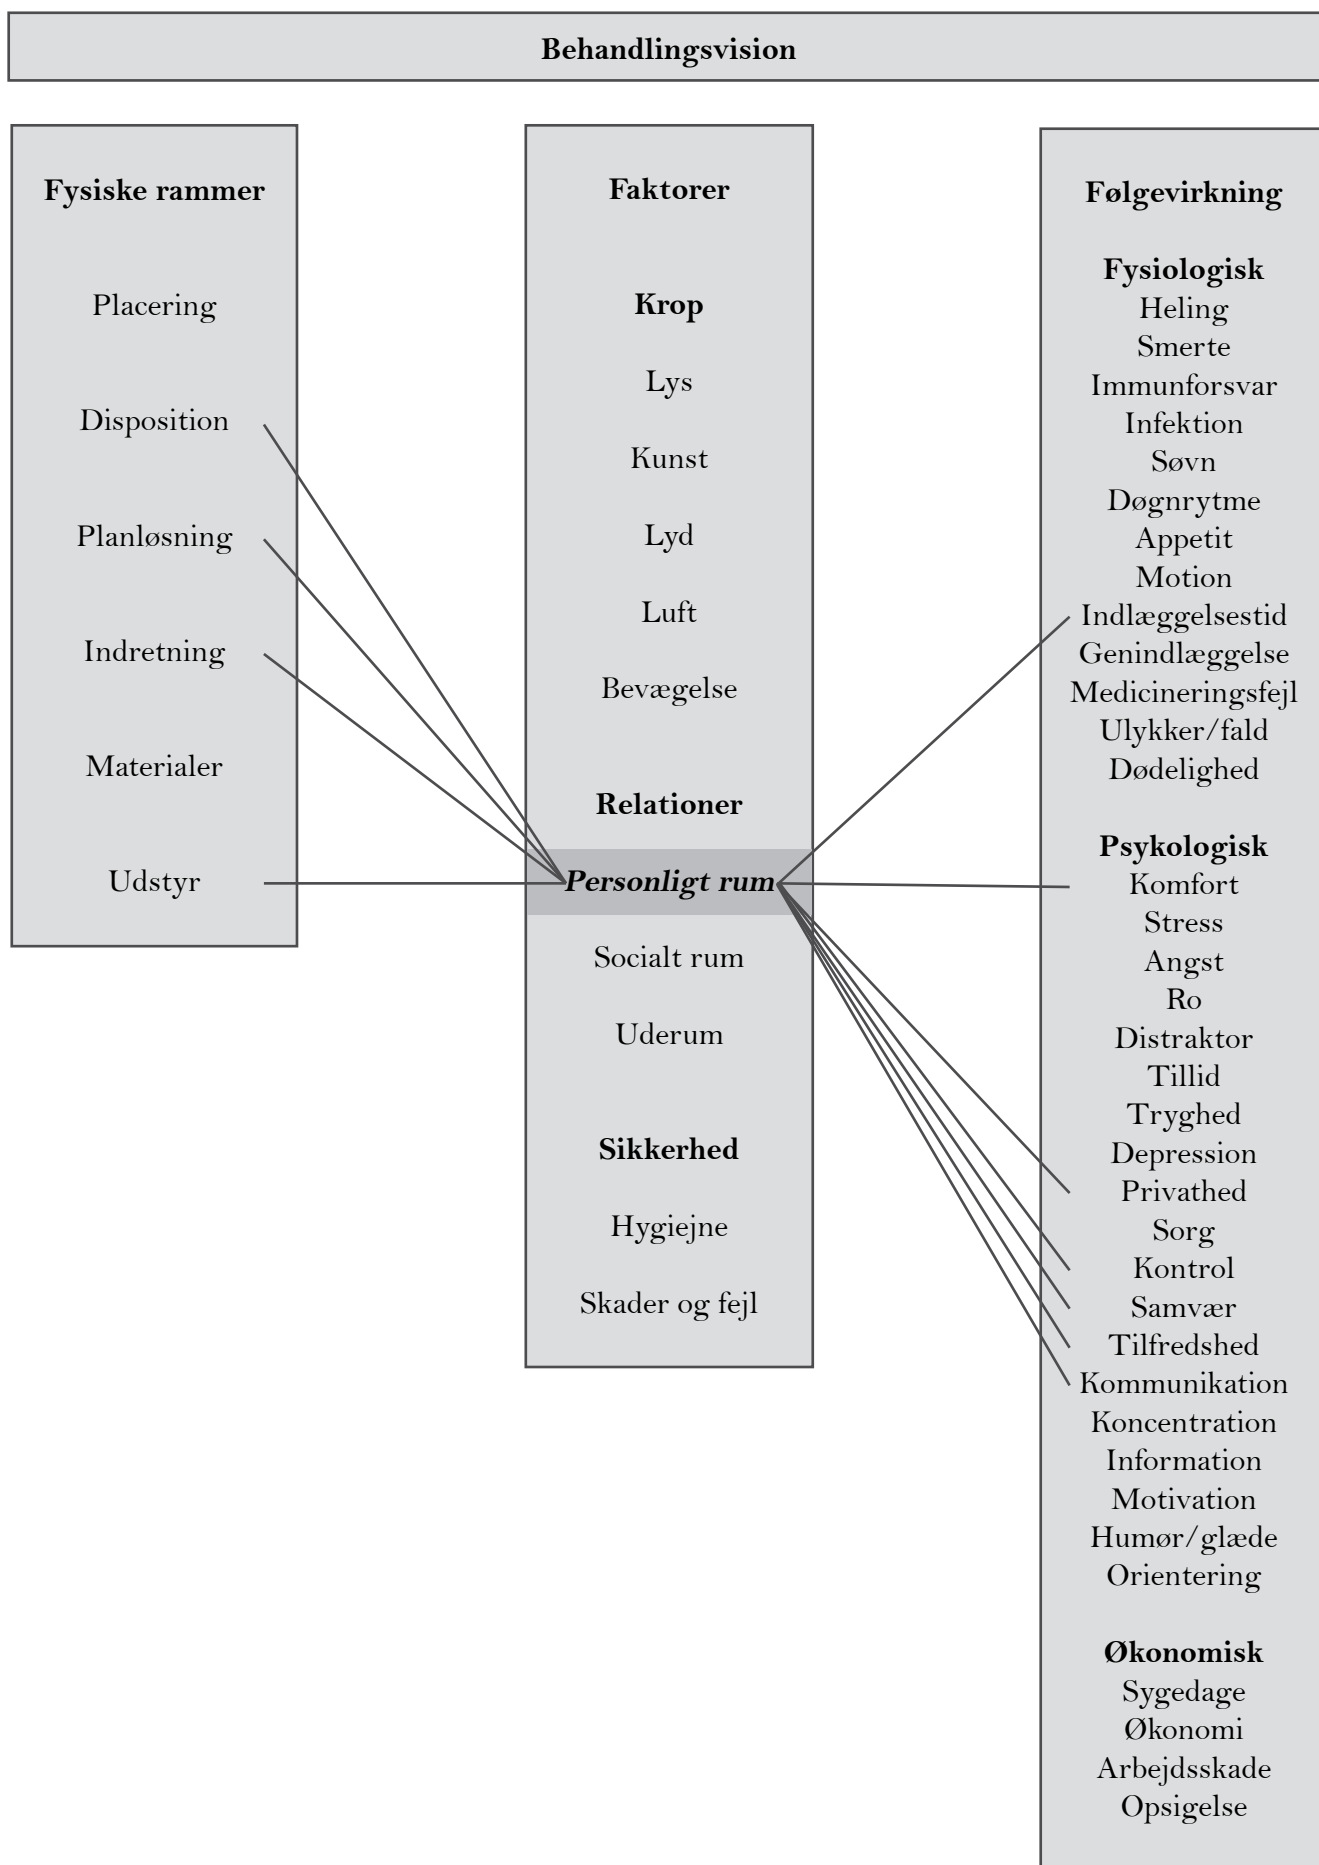 Behandlingsvision
Fysiske rammer
Placering
Disposition
Planløsning
Indretning
Materialer
Udstyr
Faktorer
Krop
Lys
Kunst
Lyd
Luft
Bevægelse
Relationer
Personligt rum
Socialt rum
Uderum
Sikkerhed
Hygiejne
Skader og fejl
Følgevirkning
Fysiologisk
Heling
Smerte
Immunforsvar
Infektion
Søvn
Døgnrytme
Appetit
Motion
Indlæggelsestid
Genindlæggelse
Medicineringsfejl
Ulykker/fald
Dødelighed
Psykologisk
Komfort
Stress
Angst
Ro
Distraktor
Tillid
Tryghed
Depression
Privathed
Sorg
Kontrol
Samvær
Tilfredshed
Kommunikation
Koncentration
Information
Motivation
Humør/glæde
Orientering
Økonomisk
Sygedage
Økonomi
Arbejdsskade
Opsigelse